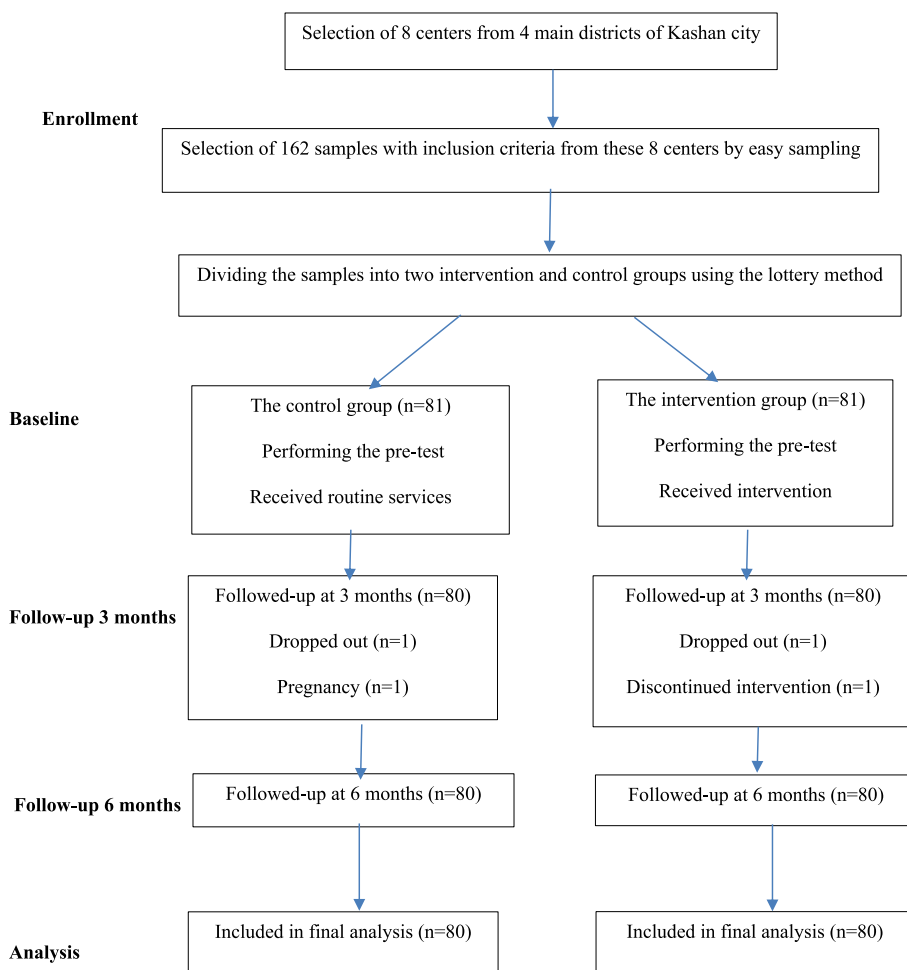 Selection of 8 centers from 4 main districts of Kashan city
Enrollment
Selection of 162 samples with inclusion criteria from these 8 centers by easy sampling
Dividing the samples into two intervention and control groups using the lottery method
Baseline
The control group (n=81)
Performing the pre-test
Received routine services
The intervention group (n=81)
Performing the pre-test
Received intervention
Follow-up 3 months
Followed-up at 3 months (n=80)
Dropped out (n=1)
Pregnancy (n=1)
Followed-up at 3 months (n=80)
Dropped out (n=1)
Discontinued intervention (n=1)
Follow-up 6 months
Followed-up at 6 months (n=80)
Followed-up at 6 months (n=80)
Analysis
Included in final analysis (n=80)
Included in final analysis (n=80)